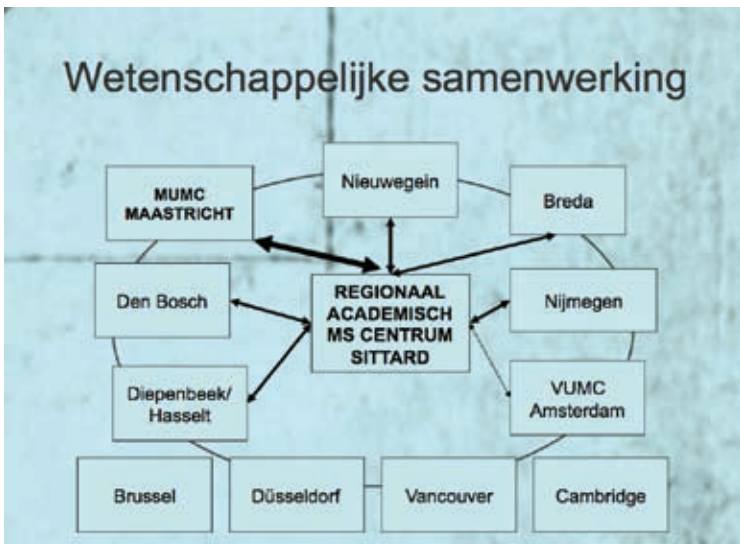 Wetenschappelijke samenwerking
Nieuwegein
MUMC
MAASTRICHT
Breda
REGIONAAL
ACADEMISCH
MS CENTRUM
SITTARD
Den Bosch
Nijmegen
Diepenbeek/
Hasselt
VUMC
Amsterdam
Brussel
Düsseldorf
Vancouver
Cambridge